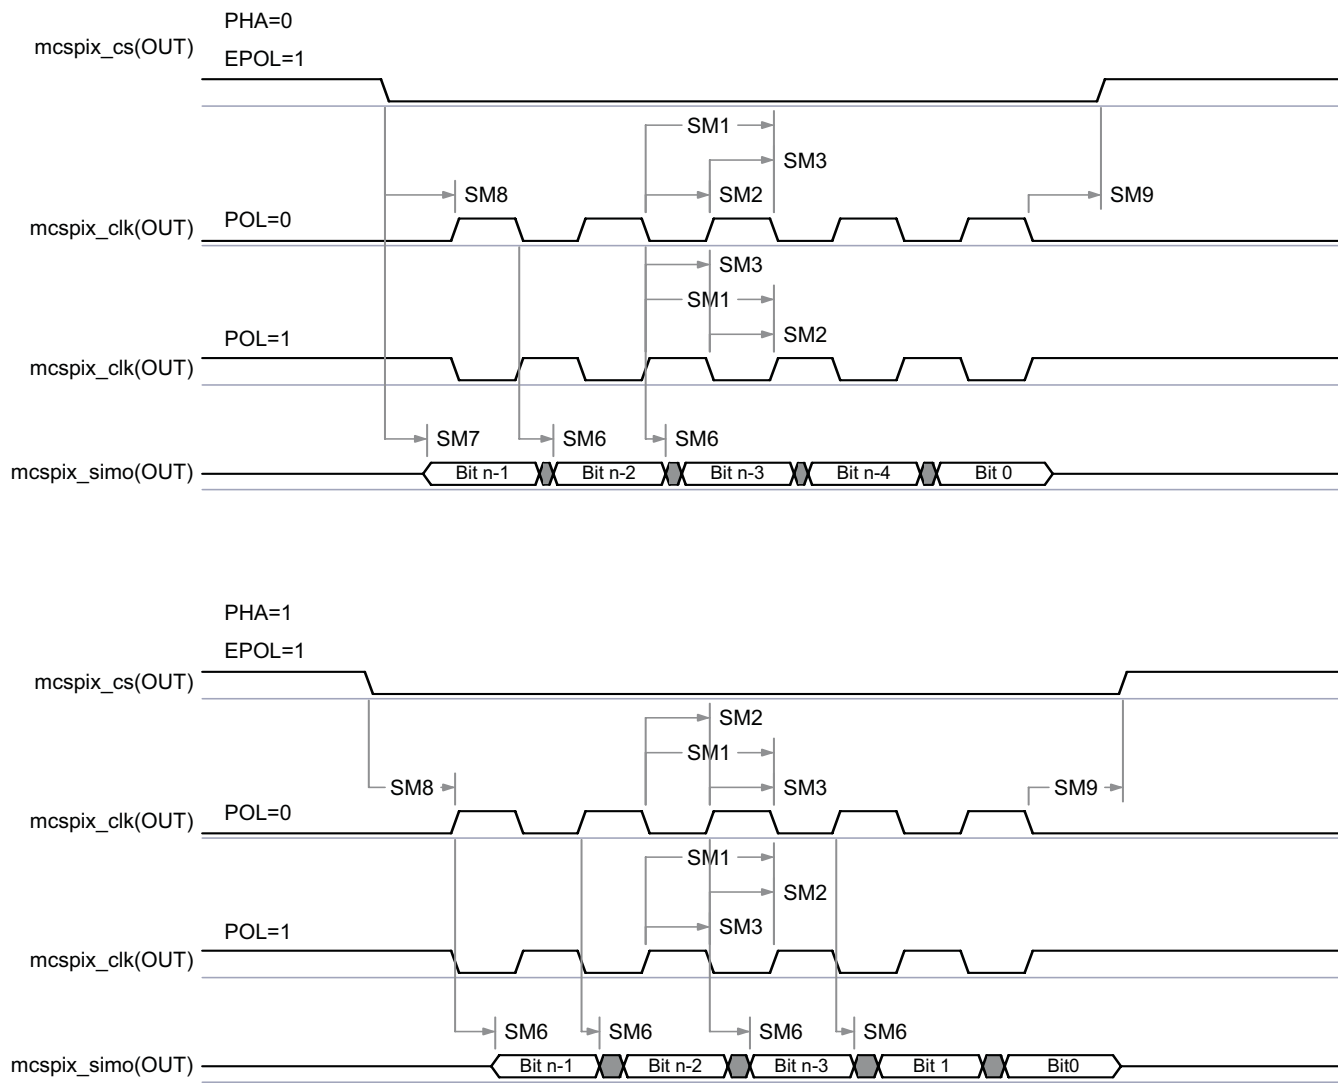 PHA=0
mcspix_cs(OUT)
EPOL=1
SM1
SM3
SM8
SM2
SM9
POL=0
mcspix_clk(OUT)
SM3
SM1
SM2
POL=1
mcspix_clk(OUT)
SM7
SM6
SM6
mcspix_simo(OUT)
Bit n-1
Bit n-2
Bit n-3
Bit n-4
Bit 0
PHA=1
EPOL=1
mcspix_cs(OUT)
SM2
SM1
SM8
SM3
SM9
POL=0
mcspix_clk(OUT)
SM1
SM2
SM3
POL=1
mcspix_clk(OUT)
SM6
SM6
SM6
SM6
mcspix_simo(OUT)
Bit n-1
Bit n-2
Bit n-3
Bit 1
Bit0